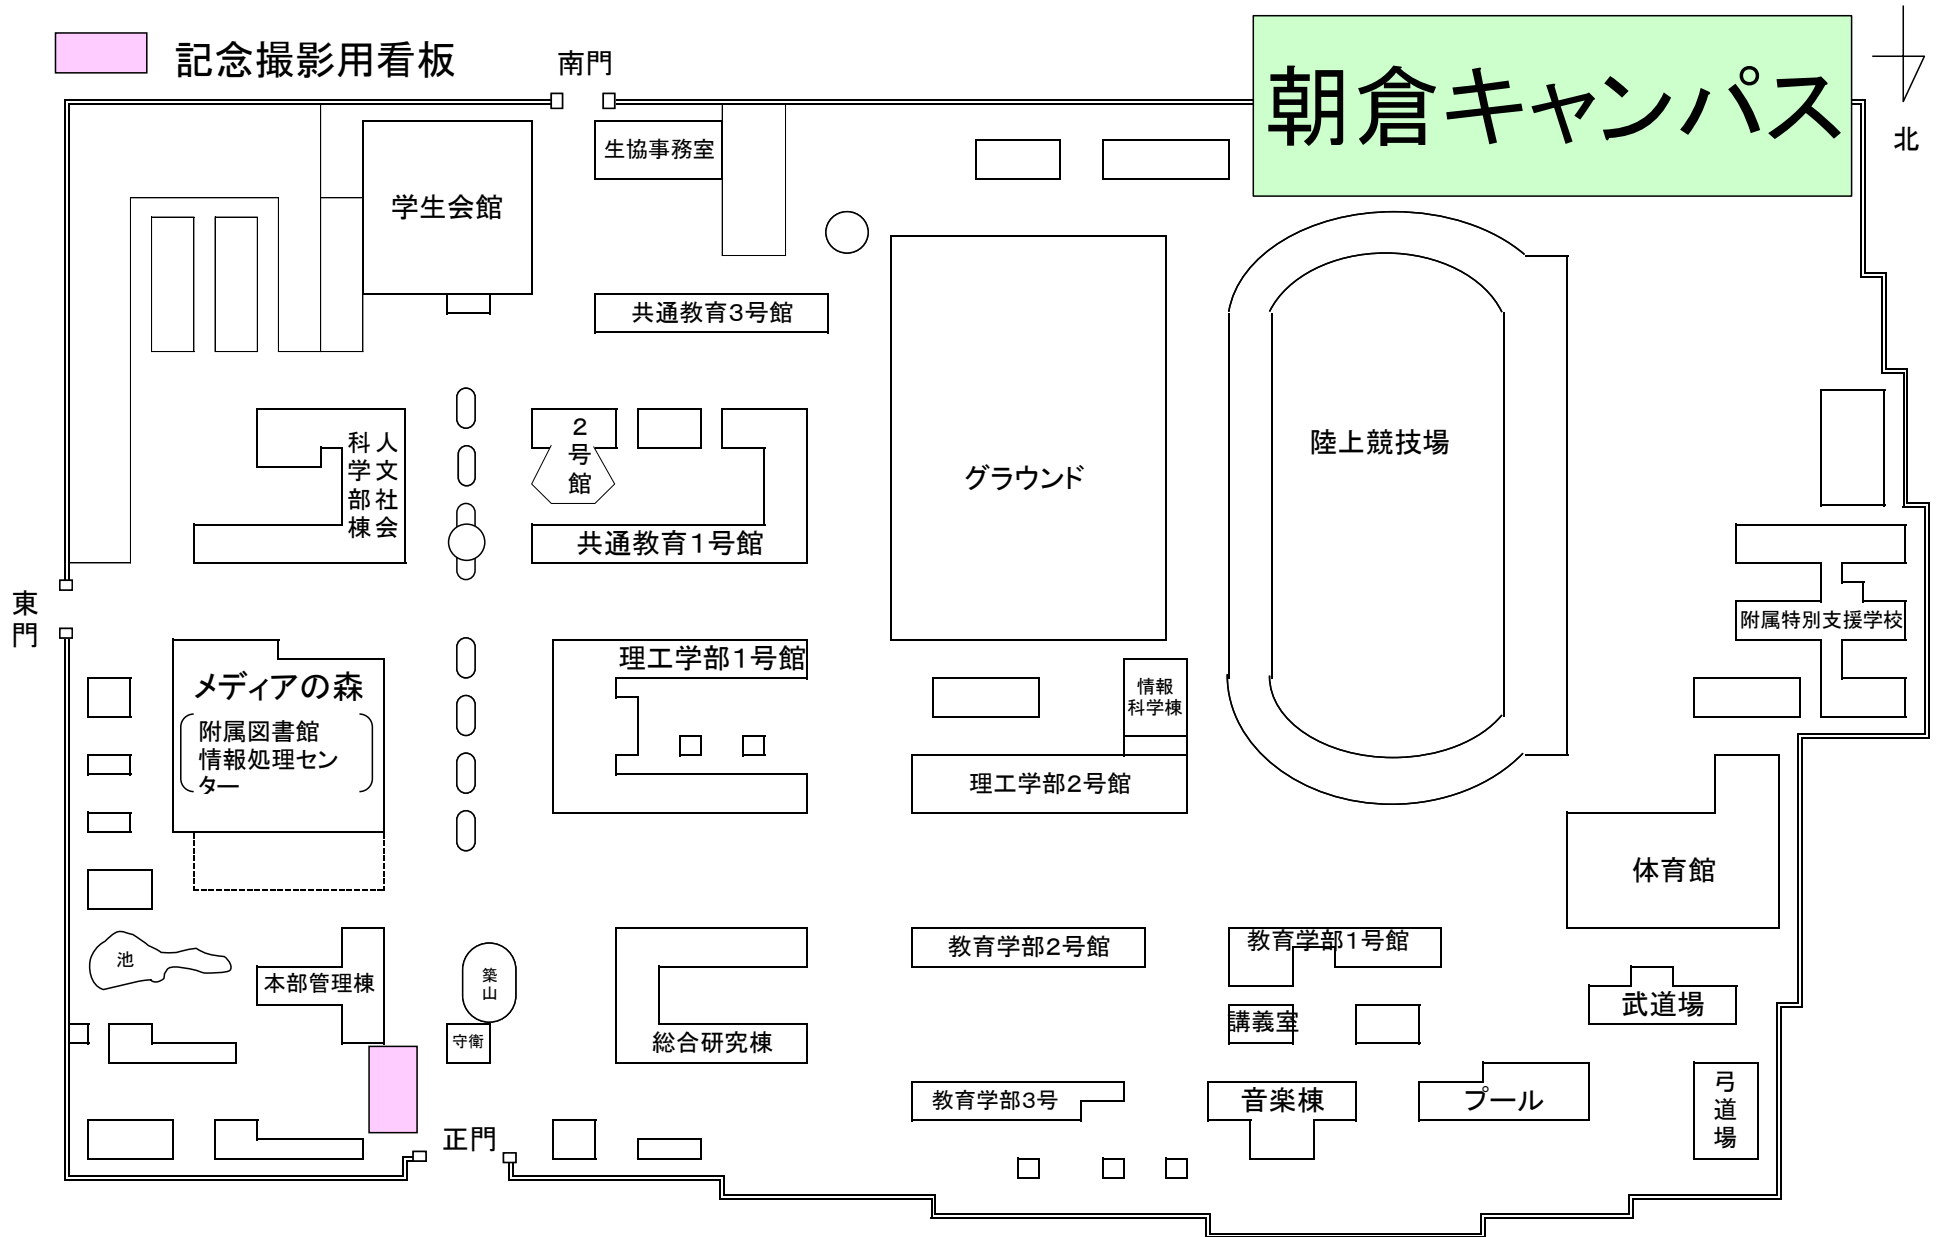 記念撮影用看板
南門
朝倉キャンパス
北
生協事務室
学生会館
共通教育３号館
人文社会
科学部棟
２号館
共通教育１号館
グラウンド
陸上競技場
東門
附属特別支援学校
メディアの森
附属図書館
情報処理セン
ター
理工学部１号館
情報
科学棟
理工学部２号館
体育館
池
本部管理棟
築山
守衛
総合研究棟
教育学部２号館
教育学部１号館
講義室
武道場
教育学部３号
音楽棟
プール
弓道場
正門